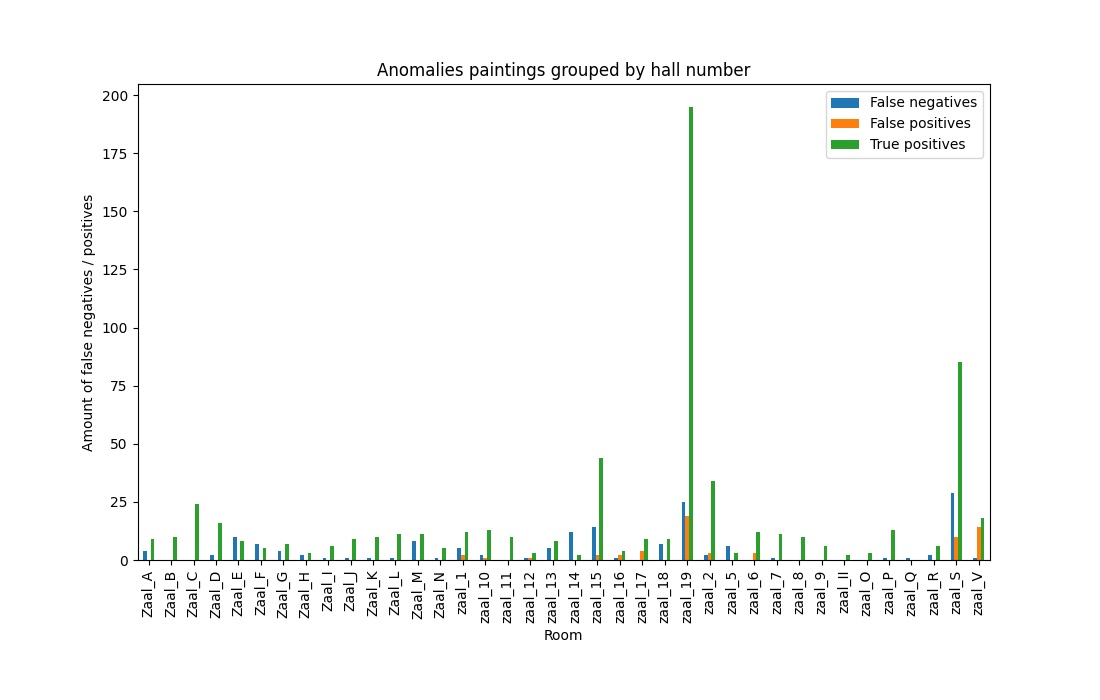 Anomalies paintings grouped by hall number
False negatives
False positives
True positives
Amount of false negatives / positives
200
175
150
125
100
75
50
25
0
Zaal_A
Zaal_B
Zaal_C
Zaal_D
Zaal_E
Zaal_F
Zaal_G
Zaal_H
Zaal_I
Zaal_J
Zaal_K
Zaal_L
Zaal_M
Zaal_N
zaal_1
zaal_10
zaal_11
zaal_12
zaal_13
zaal_14
zaal_15
zaal_16
zaal_17
zaal_18
zaal_19
zaal_2
zaal_5
zaal_6
zaal_7
zaal_8
zaal_9
zaal_II
zaal_O
zaal_P
zaal_Q
zaal_R
zaal_S
zaal_V
Room